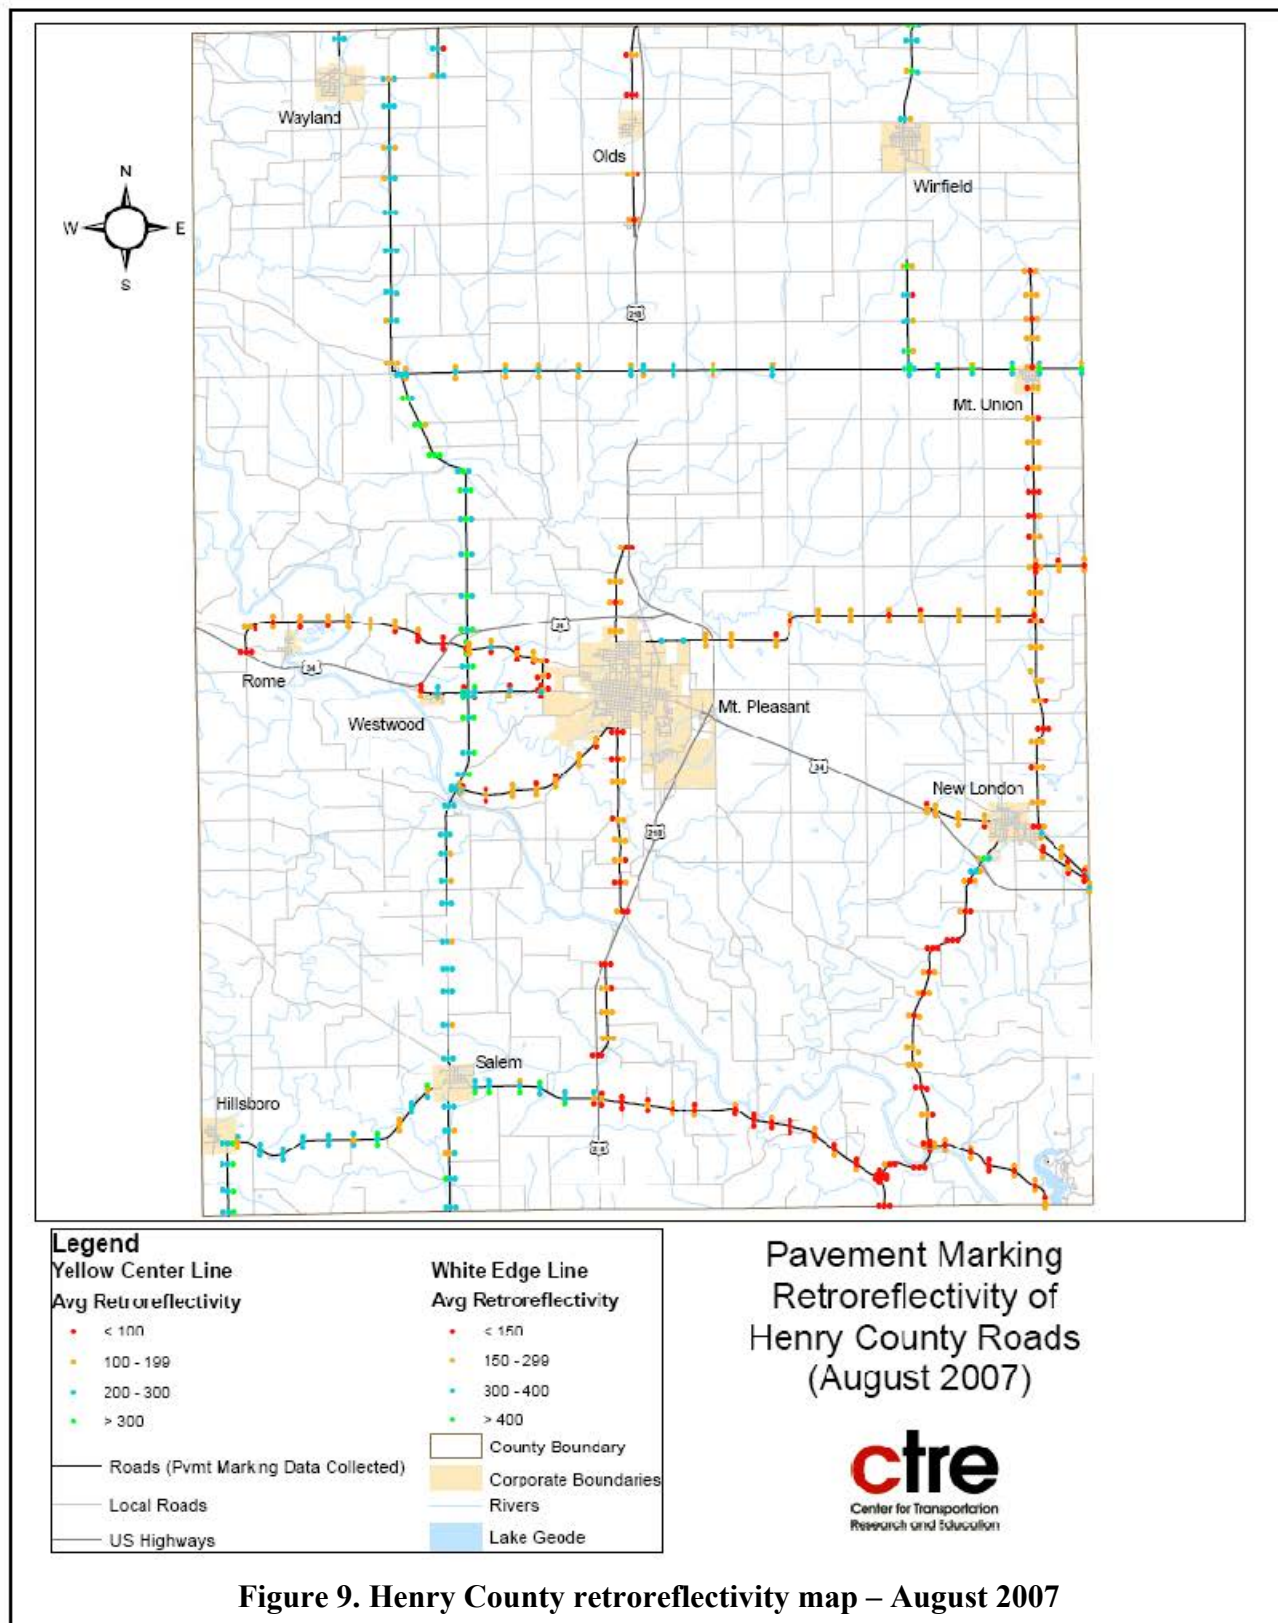 Wayland
Olds
Winfield
N
W
E
S
218
Mt. Union
34
34
Rome
Westwood
Mt. Pleasant
34
New London
218
Salem
Hillsboro
Legend
Yellow Center Line
Avg Retroreflectivity
< 100
100 - 199
200 - 300
> 300
Roads (Pvmt Marking Data Collected)
Local Roads
US Highways
White Edge Line
Avg Retroreflectivity
< 150
150 - 299
300 - 400
> 400
County Boundary
Corporate Boundaries
Rivers
Lake Geode
Pavement Marking
Retroreflectivity of
Henry County Roads
(August 2007)
ctre
Center for Transportation
Research and Education
Figure 9. Henry County retroreflectivity map – August 2007